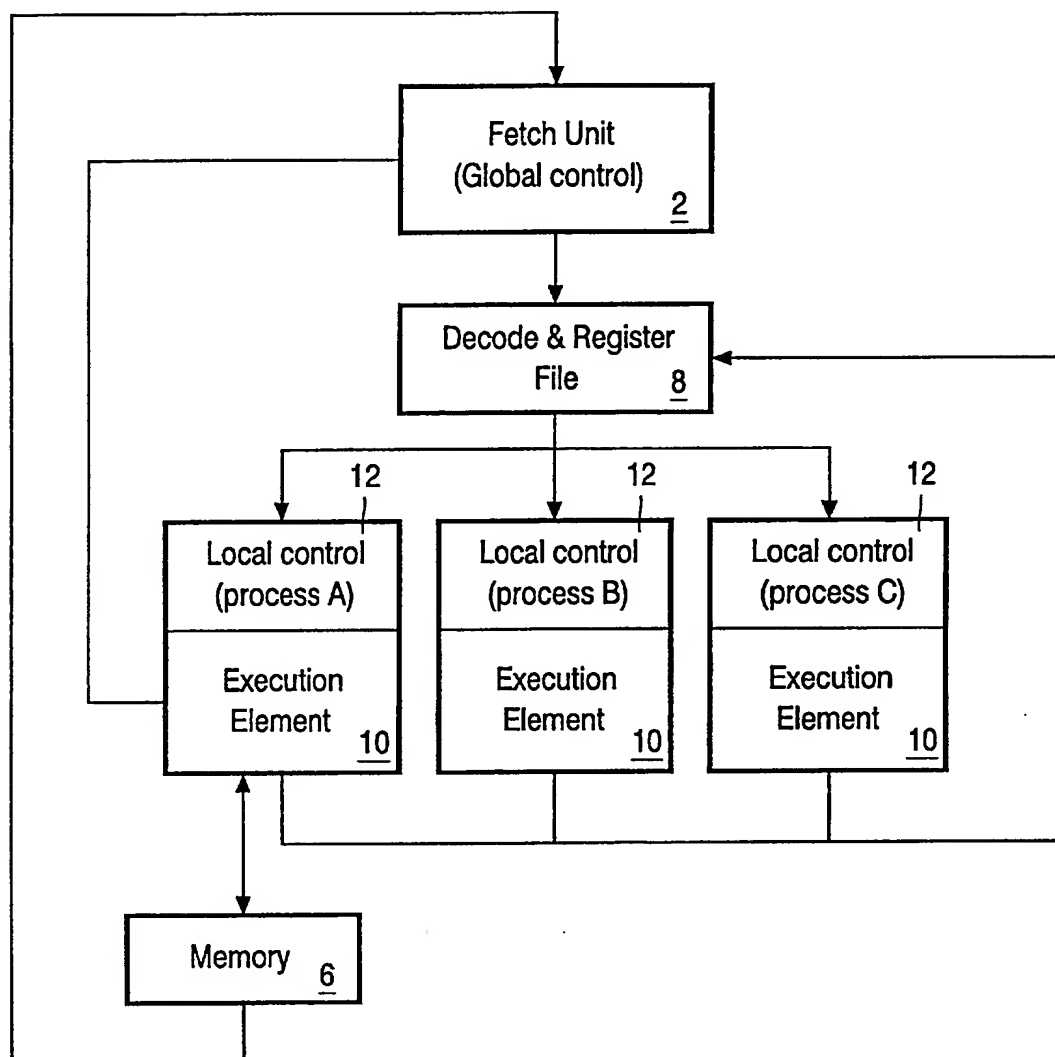 Fetch Unit
(Global control)
2
Decode & Register
File
8
12
12
12
Local control
(process A)
Local control
(process B)
Local control
(process C)
Execution
Element
10
Execution
Element
10
Execution
Element
10
Memory
6